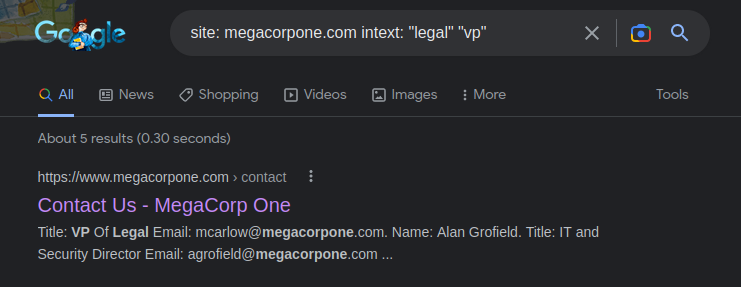 Google
site: megacorpone.com intext: "legal" "vp"
All News Shopping Videos Images More Tools
About 5 results (0.30 seconds)
https://www.megacorpone.com › contact
Contact Us - MegaCorp One
Title: VP Of Legal Email: mcarlow@megacorpone.com. Name: Alan Grofield. Title: IT and
Security Director Email: agrofield@megacorpone.com ...